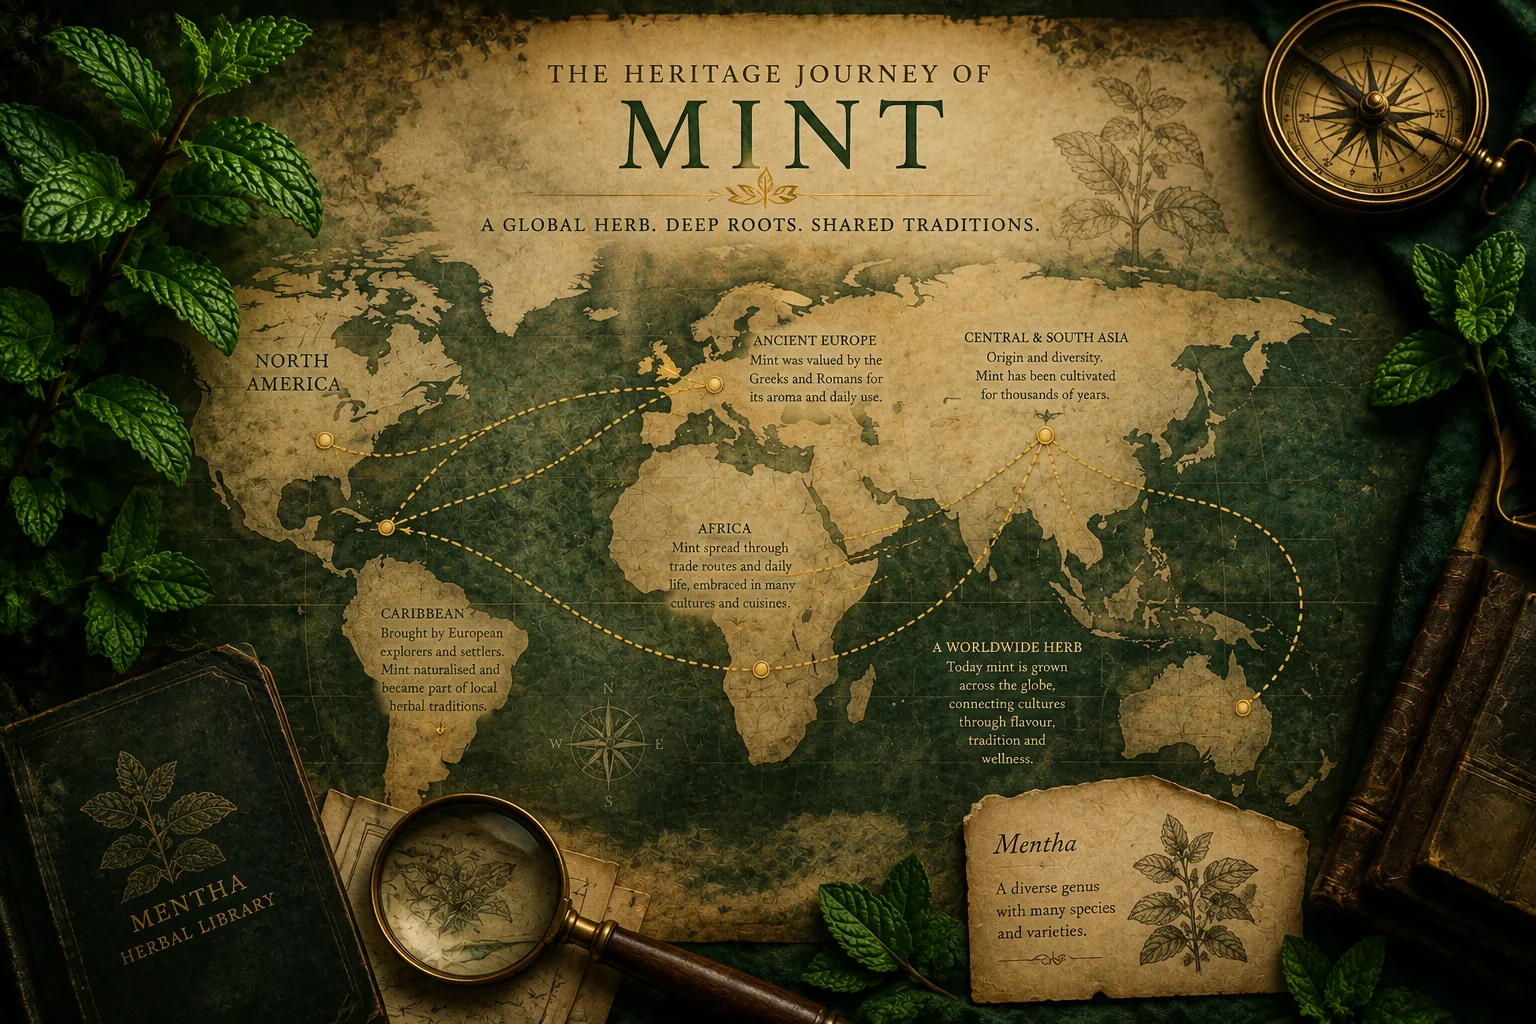 THE HERITAGE JOURNEY OF
MINT
A GLOBAL HERB. DEEP ROOTS. SHARED TRADITIONS.
NORTH
AMERICA
ANCIENT EUROPE
Mint was valued by the
Greeks and Romans for
its aroma and daily use.
CENTRAL & SOUTH ASIA
Origin and diversity.
Mint has been cultivated
for thousands of years.
AFRICA
Mint spread through
trade routes and daily
life, embraced in many
cultures and cuisines.
CARIBBEAN
Brought by European
explorers and settlers.
Mint naturalised and
became part of local
herbal traditions.
A WORLDWIDE HERB
Today mint is grown
across the globe,
connecting cultures
through flavour,
tradition and
wellness.
N
W E
S
MENTHA
HERBAL LIBRARY
Mentha
A diverse genus
with many species
and varieties.